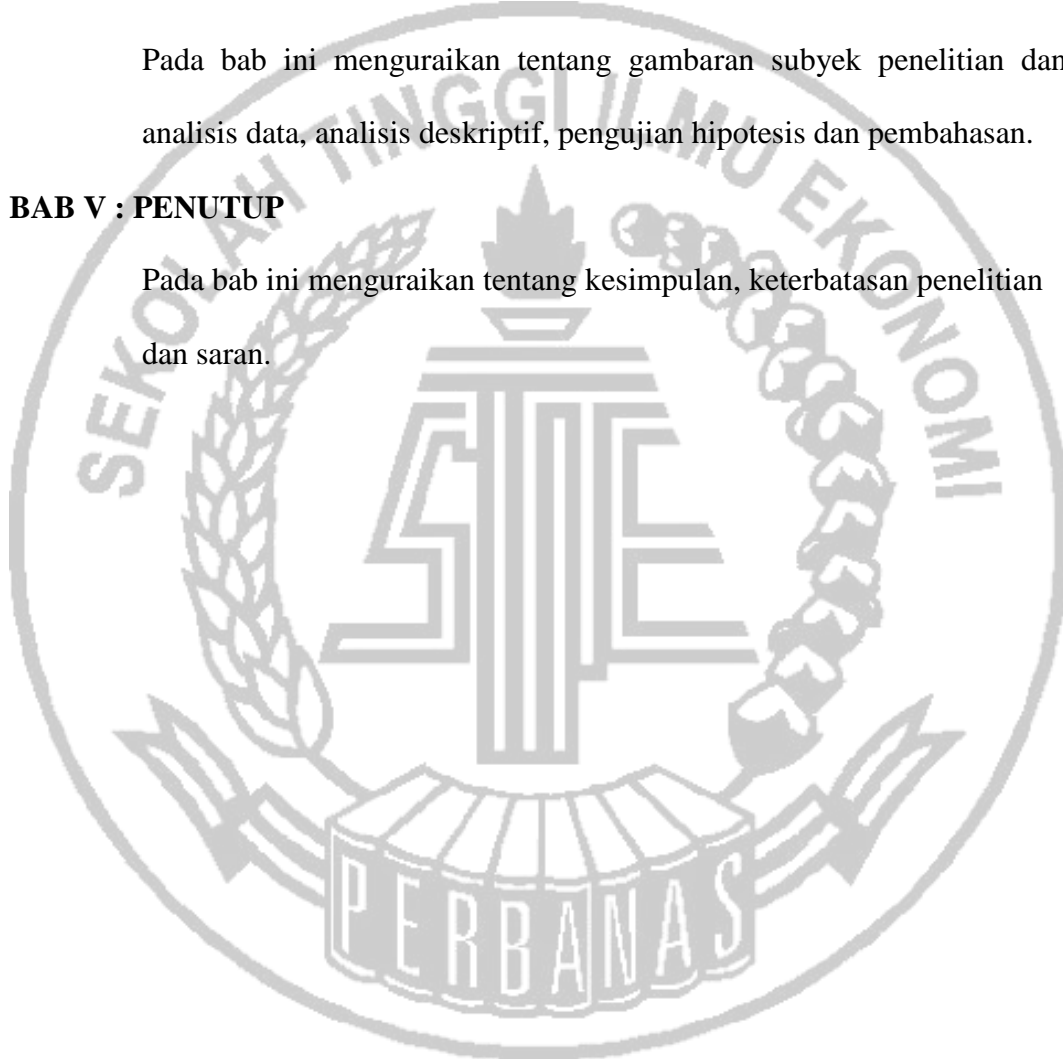 Pada bab ini menguraikan tentang gambaran subyek penelitian dan
analisis data, analisis deskriptif, pengujian hipotesis dan pembahasan.
BAB V : PENUTUP
Pada bab ini menguraikan tentang kesimpulan, keterbatasan penelitian
dan saran.
SEKOLAH TINGGI ILMU EKONOMI
STIE
PERBANAS